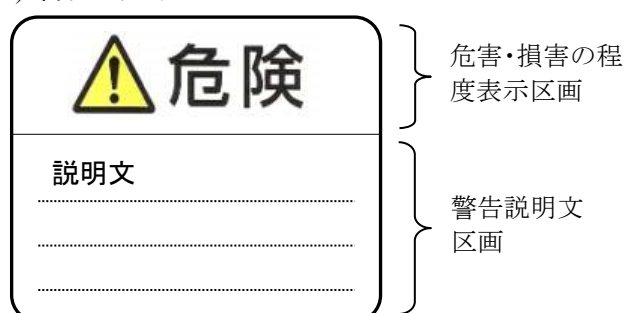 危険
危害・損害の程
度表示区画
説明文
警告説明文
区画